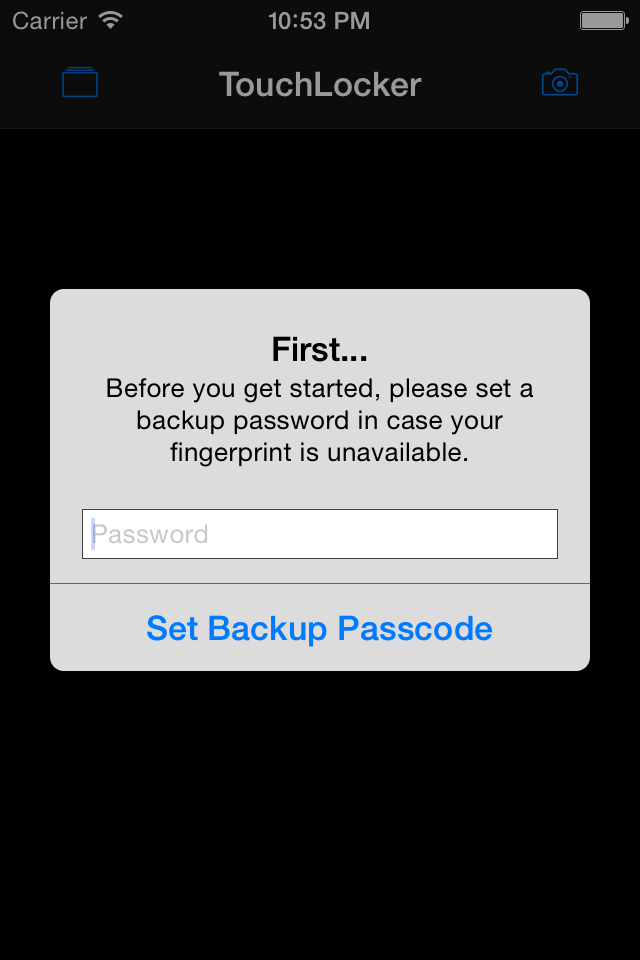 Carrier 10:53 PM
TouchLocker
First...
Before you get started, please set a
backup password in case your
fingerprint is unavailable.
Password
Set Backup Passcode